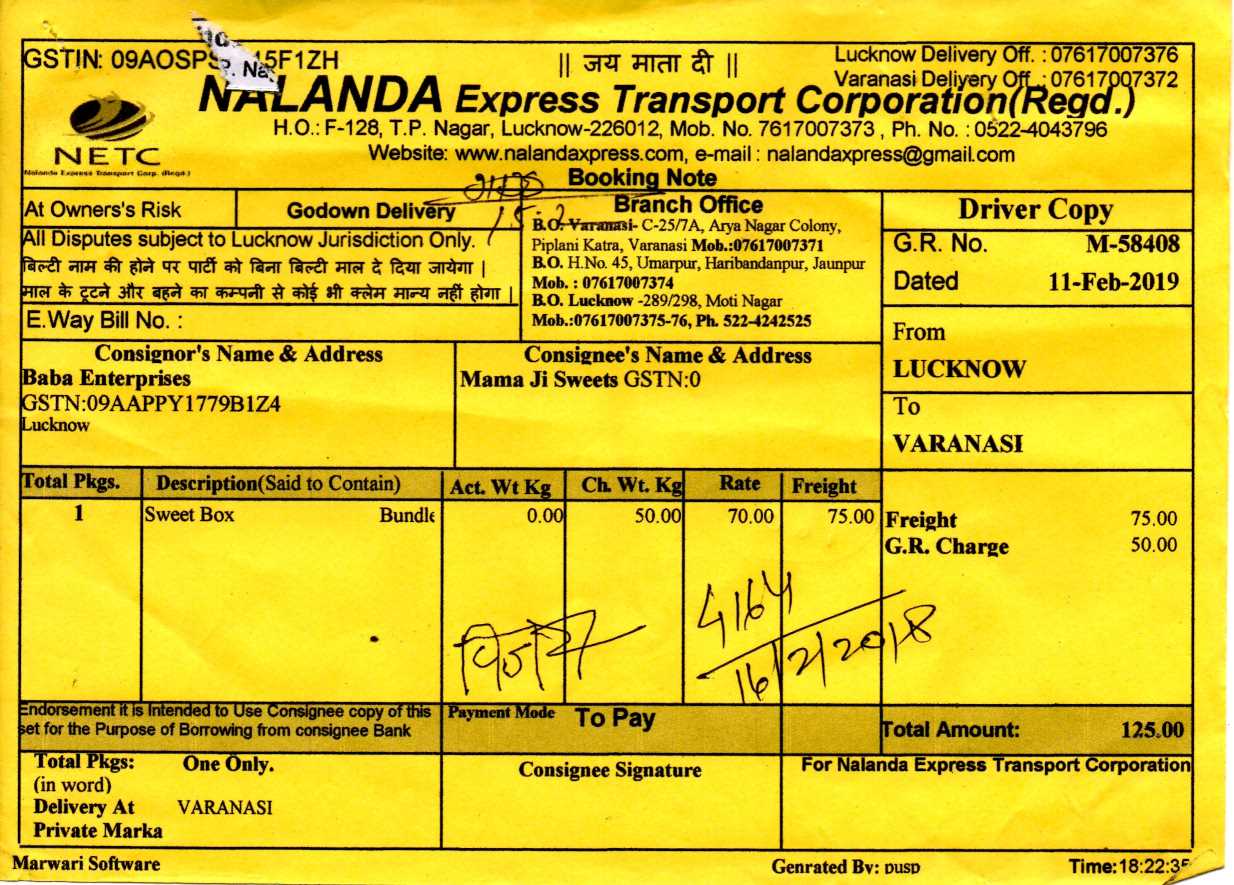 GSTIN: 09AOSPS 15F1ZH
|| जय माता दी ||
Lucknow Delivery Off. : 07617007376
Varanasi Delivery Off. : 07617007372
NALANDA Express Transport Corporation(Regd.)
H.O.: F-128, T.P. Nagar, Lucknow-226012, Mob. No. 7617007373 , Ph. No. : 0522-4043796
NETC
Website: www.nalandaxpress.com, e-mail : nalandaxpress@gmail.com
Nalanda Express Transport Corp. (Regd.)
Booking Note
At Owners's Risk
Godown Delivery
15-2
All Disputes subject to Lucknow Jurisdiction Only.
बिल्टी नाम की होने पर पार्टी को बिना बिल्टी माल दे दिया जायेगा |
माल के टूटने और बहने का कम्पनी से कोई भी क्लेम मान्य नहीं होगा |
E.Way Bill No. :
Branch Office
B.O. Varanasi- C-25/7A, Arya Nagar Colony,
Piplani Katra, Varanasi Mob.:07617007371
B.O. H.No. 45, Umarpur, Haribandanpur, Jaunpur
Mob. : 07617007374
B.O. Lucknow -289/298, Moti Nagar
Mob.:07617007375-76, Ph. 522-4242525
Driver Copy
G.R. No. M-58408
Dated 11-Feb-2019
From
LUCKNOW
To
VARANASI
Consignor's Name & Address
Baba Enterprises
GSTN:09AAPPY1779B1Z4
Lucknow
Consignee's Name & Address
Mama Ji Sweets GSTN:0
Total Pkgs. Description(Said to Contain) Act. Wt Kg Ch. Wt. Kg Rate Freight
1 Sweet Box Bundle 0.00 50.00 70.00 75.00
Freight 75.00
G.R. Charge 50.00
4164
16/2/2018
Endorsement it is Intended to Use Consignee copy of this
set for the Purpose of Borrowing from consignee Bank
Payment Mode To Pay
Total Amount: 125.00
Total Pkgs: One Only.
(in word)
Delivery At VARANASI
Private Marka
Consignee Signature
For Nalanda Express Transport Corporation
Marwari Software
Genrated By: pusp
Time:18:22:35